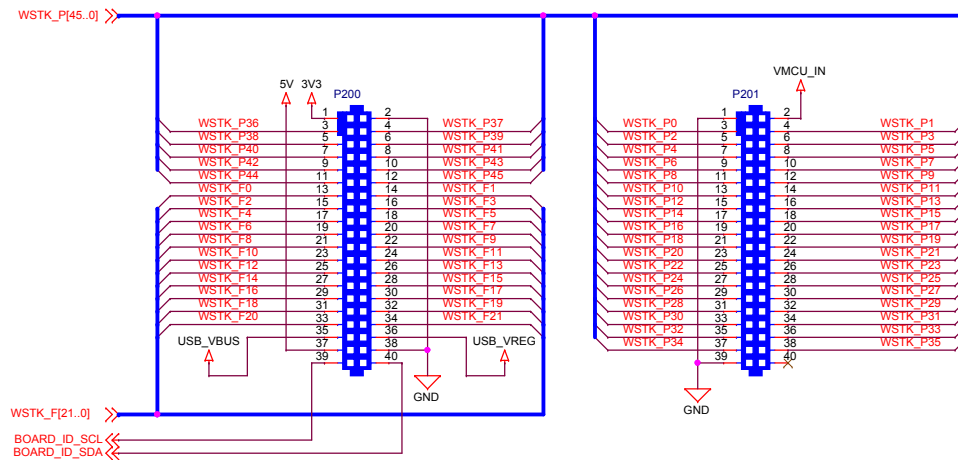 WSTK_P[45..0]
5V 3V3 P200
VMCU_IN
P201
1 2 1 2
WSTK_P36 3 4 WSTK_P37 WSTK_P0 3 4 WSTK_P1
WSTK_P38 5 6 WSTK_P39 WSTK_P2 5 6 WSTK_P3
WSTK_P40 7 8 WSTK_P41 WSTK_P4 7 8 WSTK_P5
WSTK_P42 9 10 WSTK_P43 WSTK_P6 9 10 WSTK_P7
WSTK_P44 11 12 WSTK_P45 WSTK_P8 11 12 WSTK_P9
WSTK_F0 13 14 WSTK_F1 WSTK_P10 13 14 WSTK_P11
WSTK_F2 15 16 WSTK_F3 WSTK_P12 15 16 WSTK_P13
WSTK_F4 17 18 WSTK_F5 WSTK_P14 17 18 WSTK_P15
WSTK_F6 19 20 WSTK_F7 WSTK_P16 19 20 WSTK_P17
WSTK_F8 21 22 WSTK_F9 WSTK_P18 21 22 WSTK_P19
WSTK_F10 23 24 WSTK_F11 WSTK_P20 23 24 WSTK_P21
WSTK_F12 25 26 WSTK_F13 WSTK_P22 25 26 WSTK_P23
WSTK_F14 27 28 WSTK_F15 WSTK_P24 27 28 WSTK_P25
WSTK_F16 29 30 WSTK_F17 WSTK_P26 29 30 WSTK_P27
WSTK_F18 31 32 WSTK_F19 WSTK_P28 31 32 WSTK_P29
WSTK_F20 33 34 WSTK_F21 WSTK_P30 33 34 WSTK_P31
USB_VBUS 35 36 USB_VREG WSTK_P32 35 36 WSTK_P33
37 38 WSTK_P34 37 38 WSTK_P35
39 40 39 40
GND GND
WSTK_F[21..0]
BOARD_ID_SCL
BOARD_ID_SDA